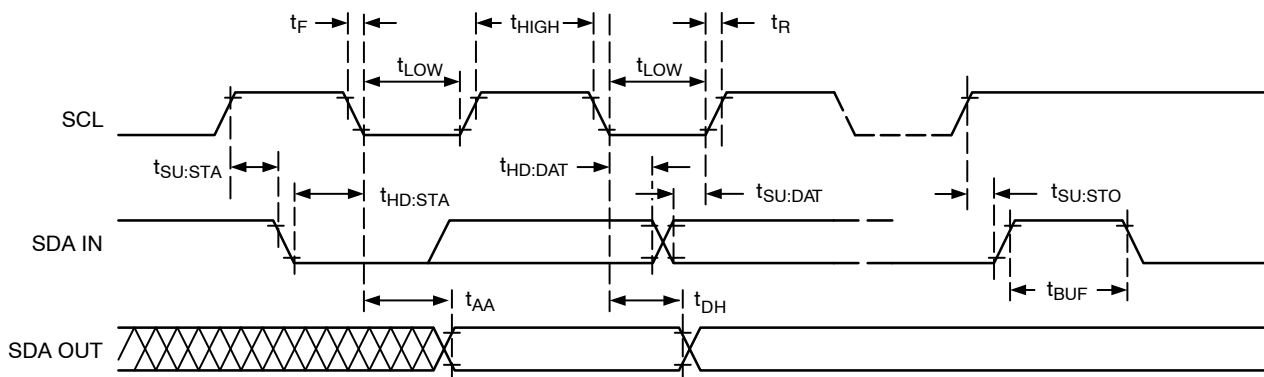 tF
tHIGH
tR
tLOW
tLOW
SCL
tSU:STA
tHD:STA
tHD:DAT
tSU:DAT
tSU:STO
SDA IN
tAA
tDH
tBUF
SDA OUT